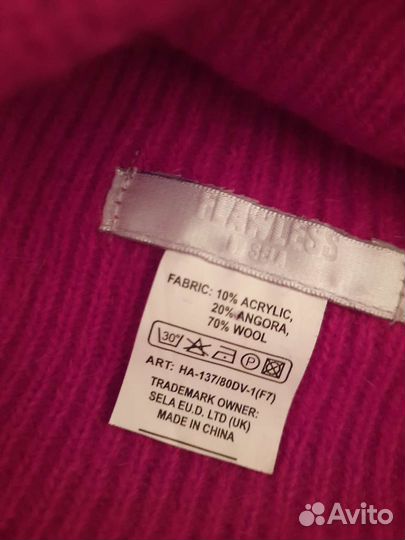 FLAWLESS
FABRIC: 10% ACRYLIC,
20% ANGORA,
70% WOOL
30°
P
ART: HA-137/80DV-1(F7)
TRADEMARK OWNER:
SELA EU.D. LTD (UK)
MADE IN CHINA
Avito